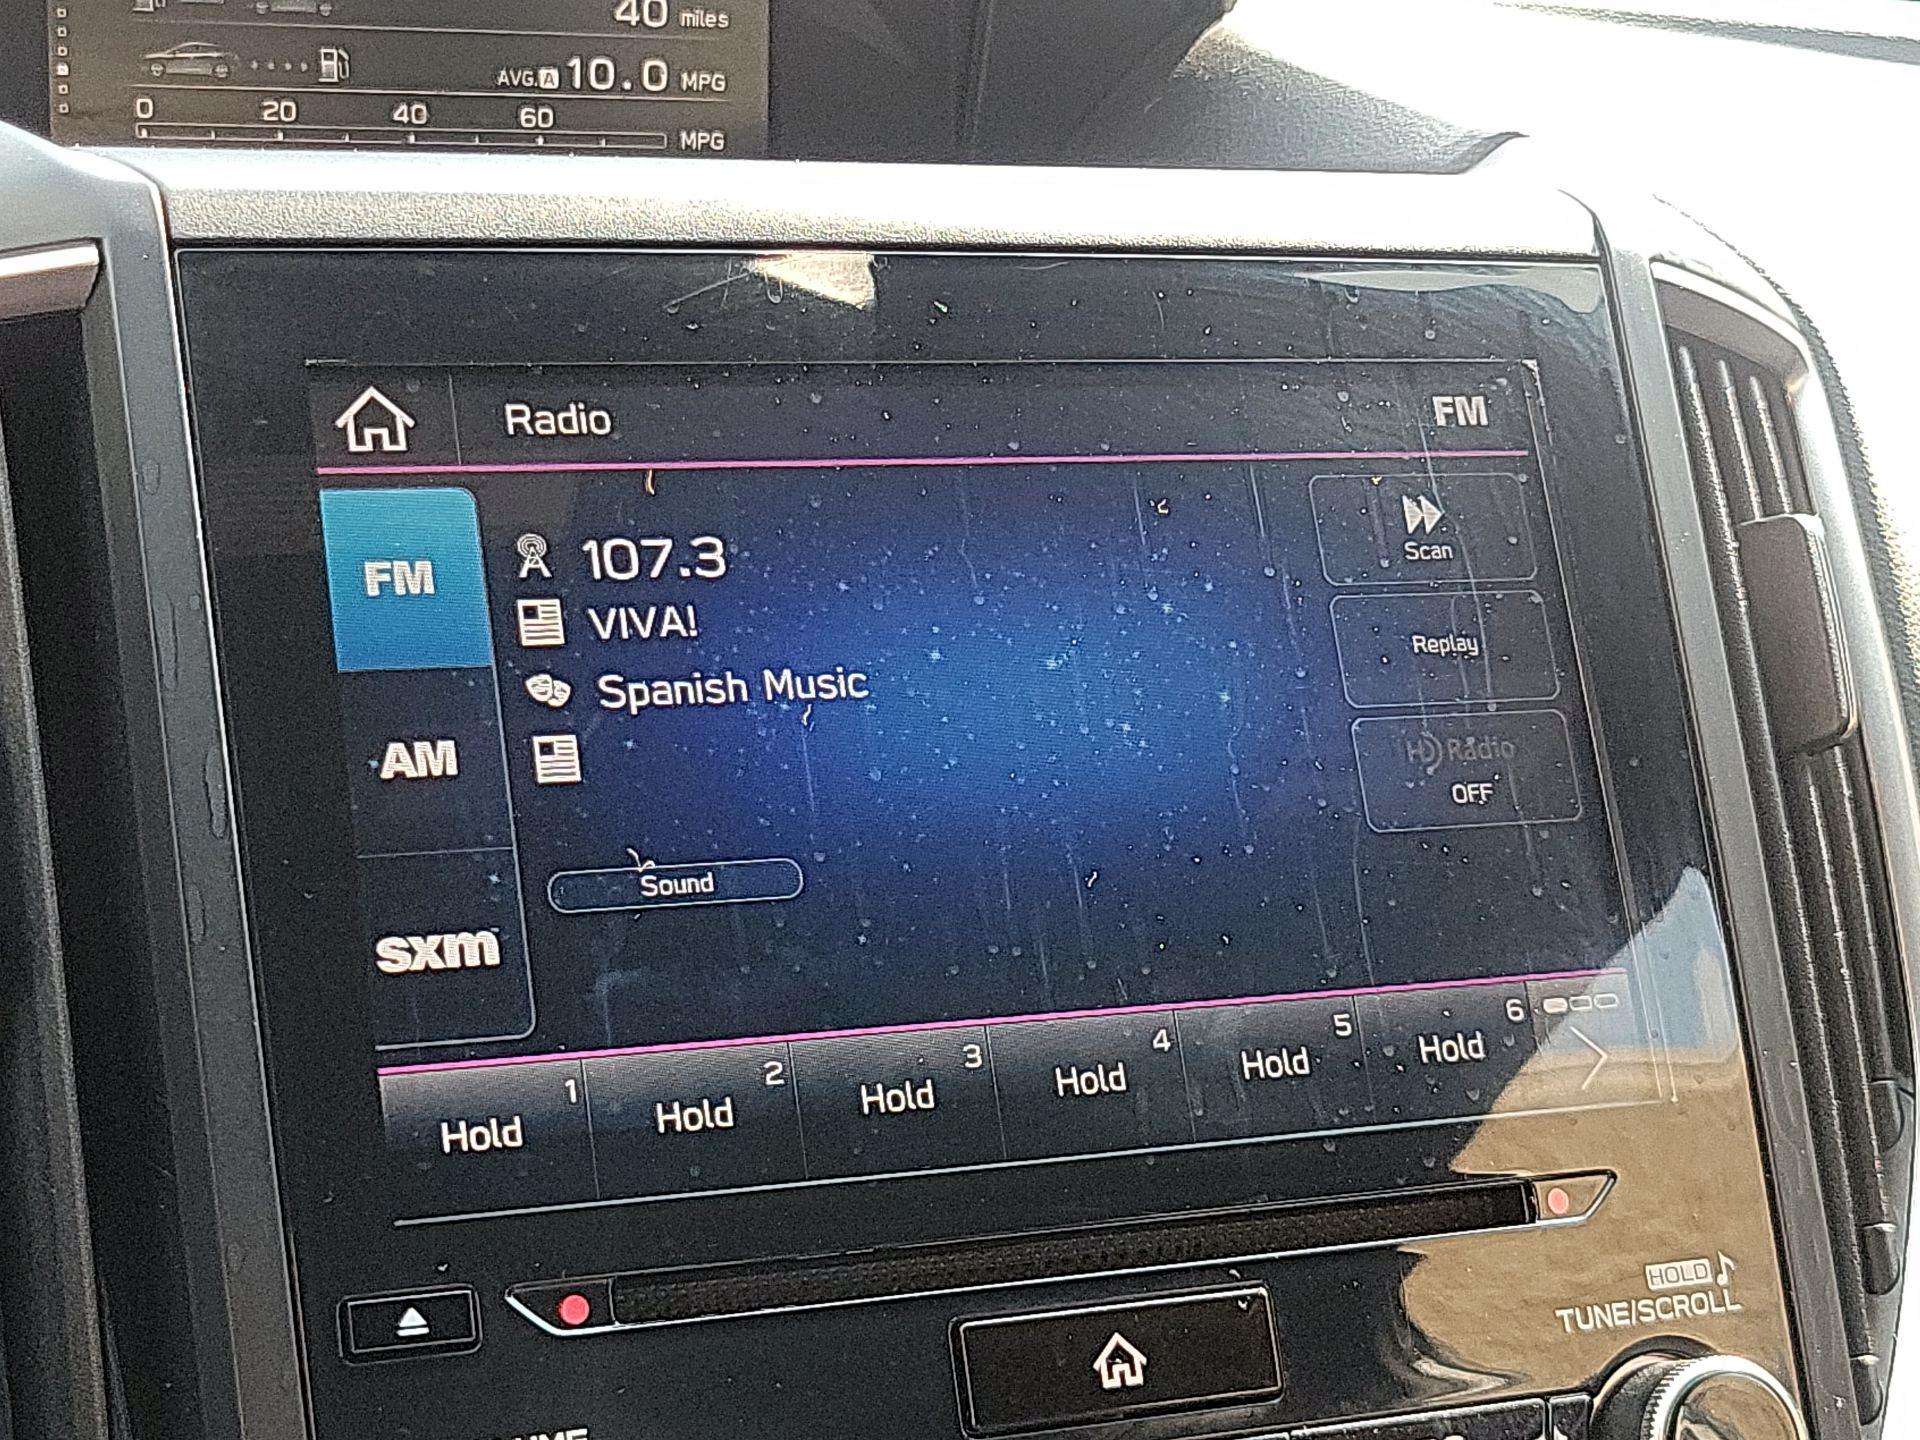 40 miles
AVG. A 10.0 MPG
0 20 40 60
MPG
Radio
FM
FM
107.3
Scan
VIVA!
Replay
Spanish Music
AM
HD Radio
OFF
Sound
sxm
1 2 3 4 5 6
Hold Hold Hold Hold Hold Hold
HOLD
TUNE/SCROLL